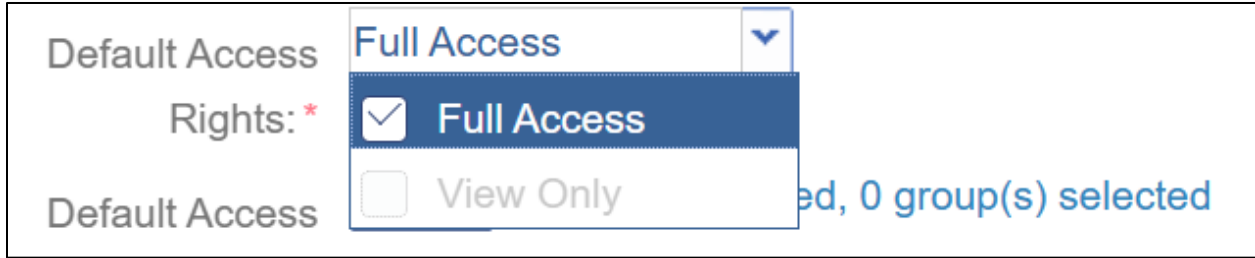 Default Access Full Access
Rights: * Full Access
View Only
Default Access ed, 0 group(s) selected